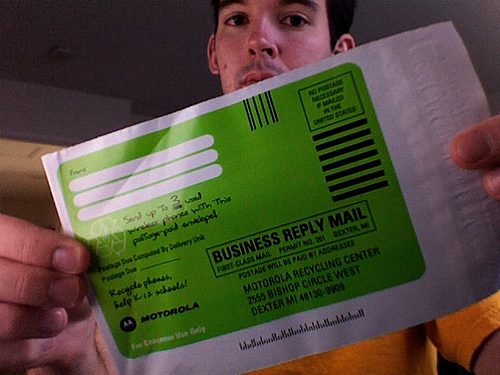 From:
NO POSTAGE
NECESSARY
IF MAILED
IN THE
UNITED STATES
Send up to 3 used
wireless phones with this
postage paid envelope!
Postage Due Computed By Delivery Unit
Postage Due
BUSINESS REPLY MAIL
FIRST-CLASS MAIL PERMIT NO. 201 DEXTER, MI
POSTAGE WILL BE PAID BY ADDRESSEE
Recycle phones,
help K-12 schools!
MOTOROLA RECYCLING CENTER
2555 BISHOP CIRCLE WEST
DEXTER MI 48130-9909
MOTOROLA
For Consumer Use Only